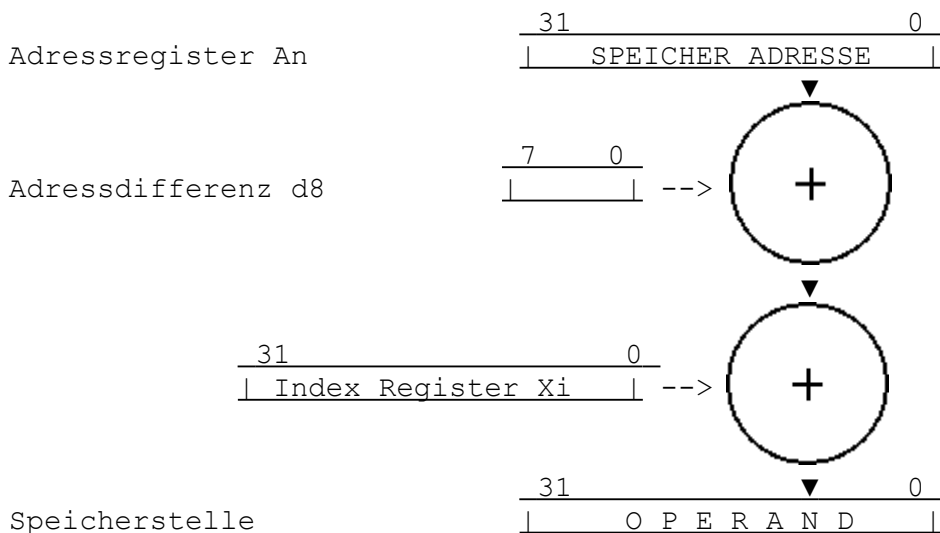 31 0
Adressregister An | SPEICHER ADRESSE |
▼
7 0
Adressdifferenz d8 | | --> +
▼
31 0
| Index Register Xi | --> +
▼
31 0
Speicherstelle | O P E R A N D |